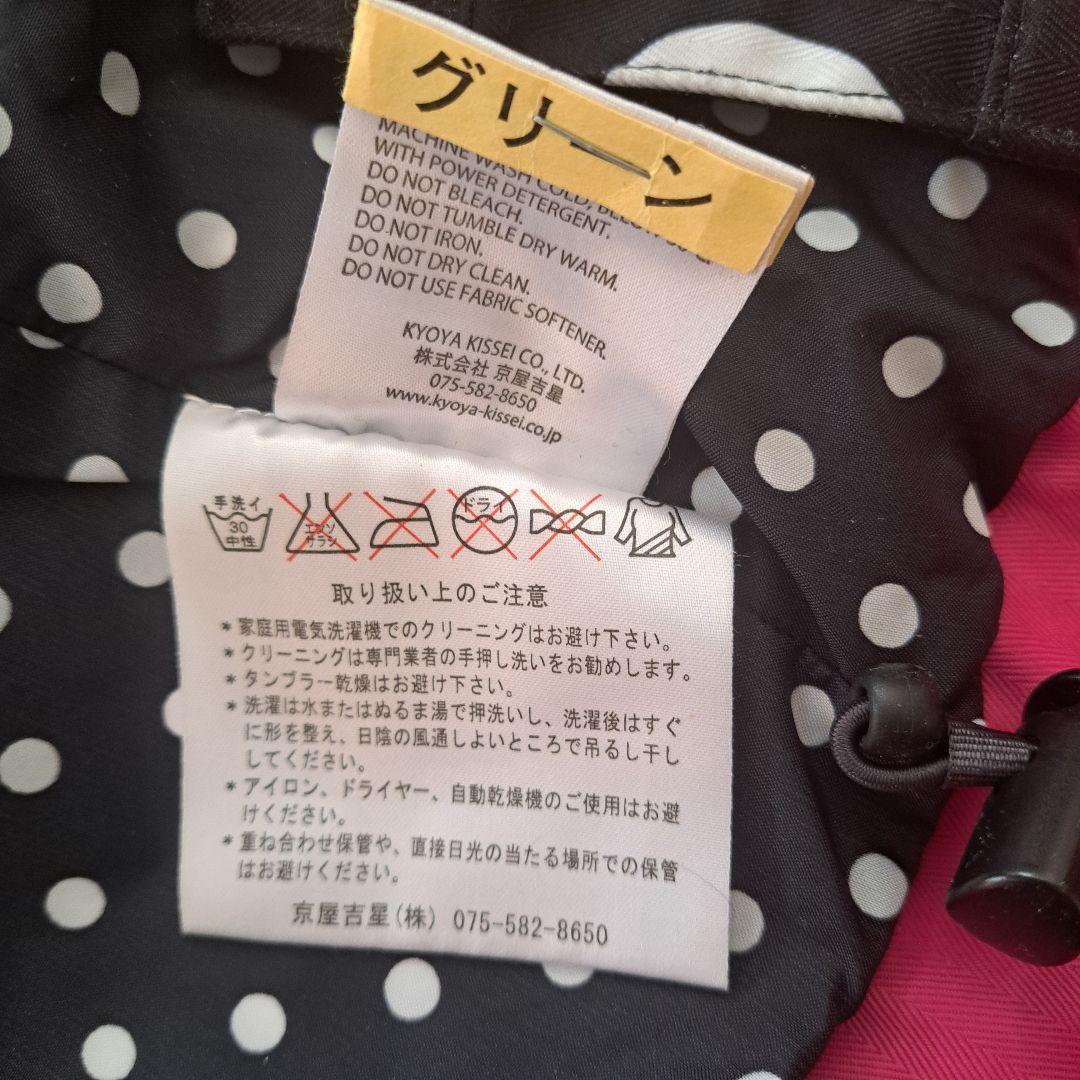 グリーン
MACHINE WASH COLD,
WITH POWER DETERGENT.
DO NOT BLEACH.
DO NOT TUMBLE DRY WARM.
DO NOT IRON.
DO NOT DRY CLEAN.
DO NOT USE FABRIC SOFTENER.
KYOYA KISSEI CO., LTD.
株式会社 京屋吉星
075-582-8650
www.kyoya-kissei.co.jp
手洗イ
30
中性
エンソ
サラシ
ドライ
取り扱い上のご注意
*家庭用電気洗濯機でのクリーニングはお避け下さい。
*クリーニングは専門業者の手押し洗いをお勧めします。
*タンブラー乾燥はお避け下さい。
*洗濯は水またはぬるま湯で押洗いし、洗濯後はすぐ
に形を整え、日陰の風通しよいところで吊るし干し
してください。
*アイロン、ドライヤー、自動乾燥機のご使用はお避
けください。
*重ね合わせ保管や、直接日光の当たる場所での保管
はお避けください。
京屋吉星(株) 075-582-8650